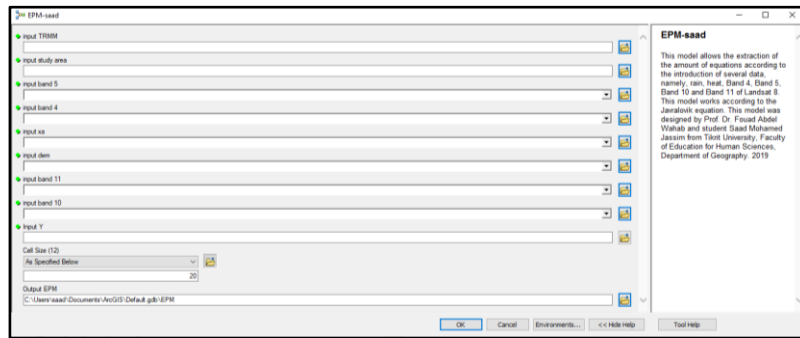 EPM-saad
input TRMM
input study area
input band 5
input band 4
input xa
input dem
input band 11
input band 10
Input Y
Cell Size (12)
As Specified Below
20
Output EPM
C:\Users\saad\Documents\ArcGIS\Default.gdb\EPM
OK
Cancel
Environments...
<< Hide Help
Tool Help
EPM-saad
This model allows the extraction of
the amount of equations according to
the introduction of several data,
namely, rain, heat, Band 4, Band 5,
Band 10 and Band 11 of Landsat 8.
This model works according to the
Javralovik equation. This model was
designed by Prof. Dr. Fouad Abdel
Wahab and student Saad Mohamed
Jassim from Tikrit University, Faculty
of Education for Human Sciences,
Department of Geography. 2019